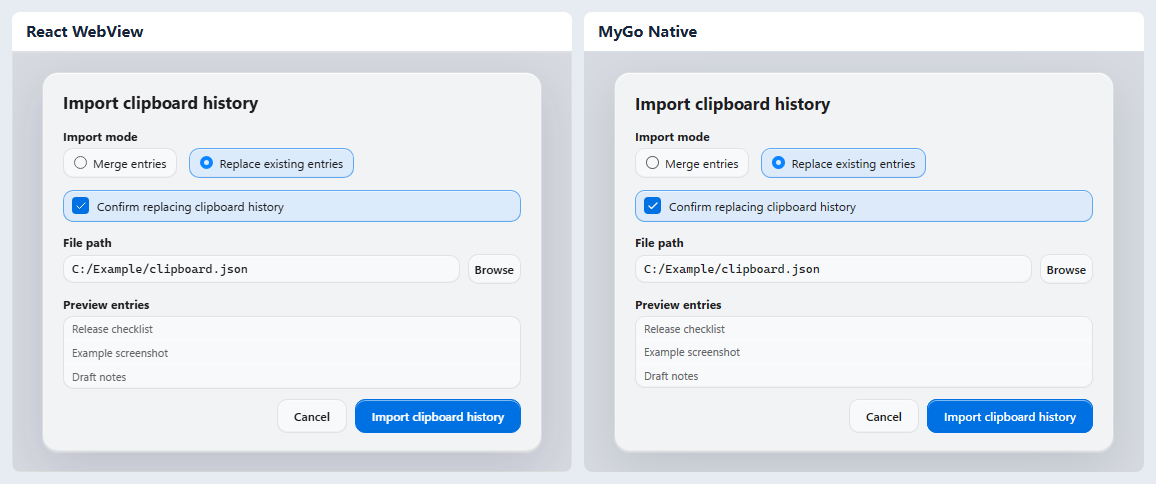 React WebView
Import clipboard history
Import mode
Merge entries
Replace existing entries
Confirm replacing clipboard history
File path
C:/Example/clipboard.json
Browse
Preview entries
Release checklist
Example screenshot
Draft notes
Cancel
Import clipboard history
MyGo Native
Import clipboard history
Import mode
Merge entries
Replace existing entries
Confirm replacing clipboard history
File path
C:/Example/clipboard.json
Browse
Preview entries
Release checklist
Example screenshot
Draft notes
Cancel
Import clipboard history